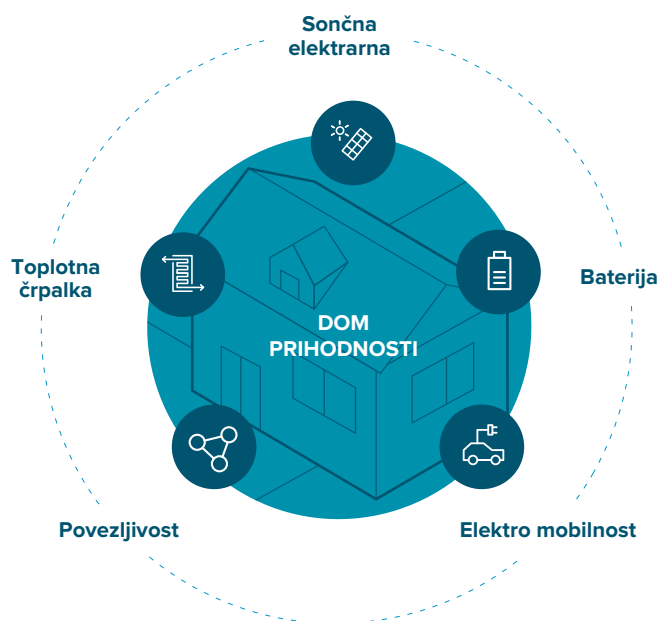 Sončna
elektrarna
Toplotna
črpalka
Baterija
DOM
PRIHODNOSTI
Povezljivost
Elektro mobilnost